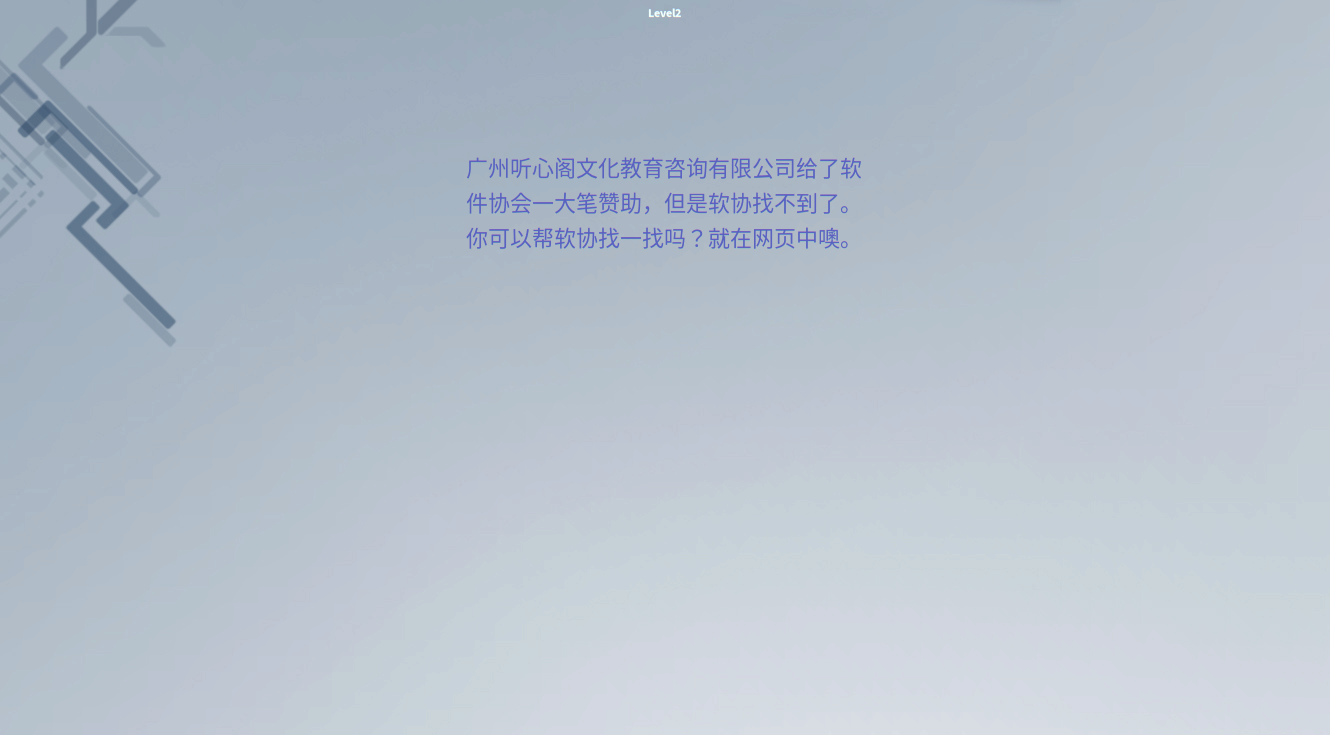 Level2
广州听心阁文化教育咨询有限公司给了软
件协会一大笔赞助，但是软协找不到了。
你可以帮软协找一找吗？就在网页中噢。